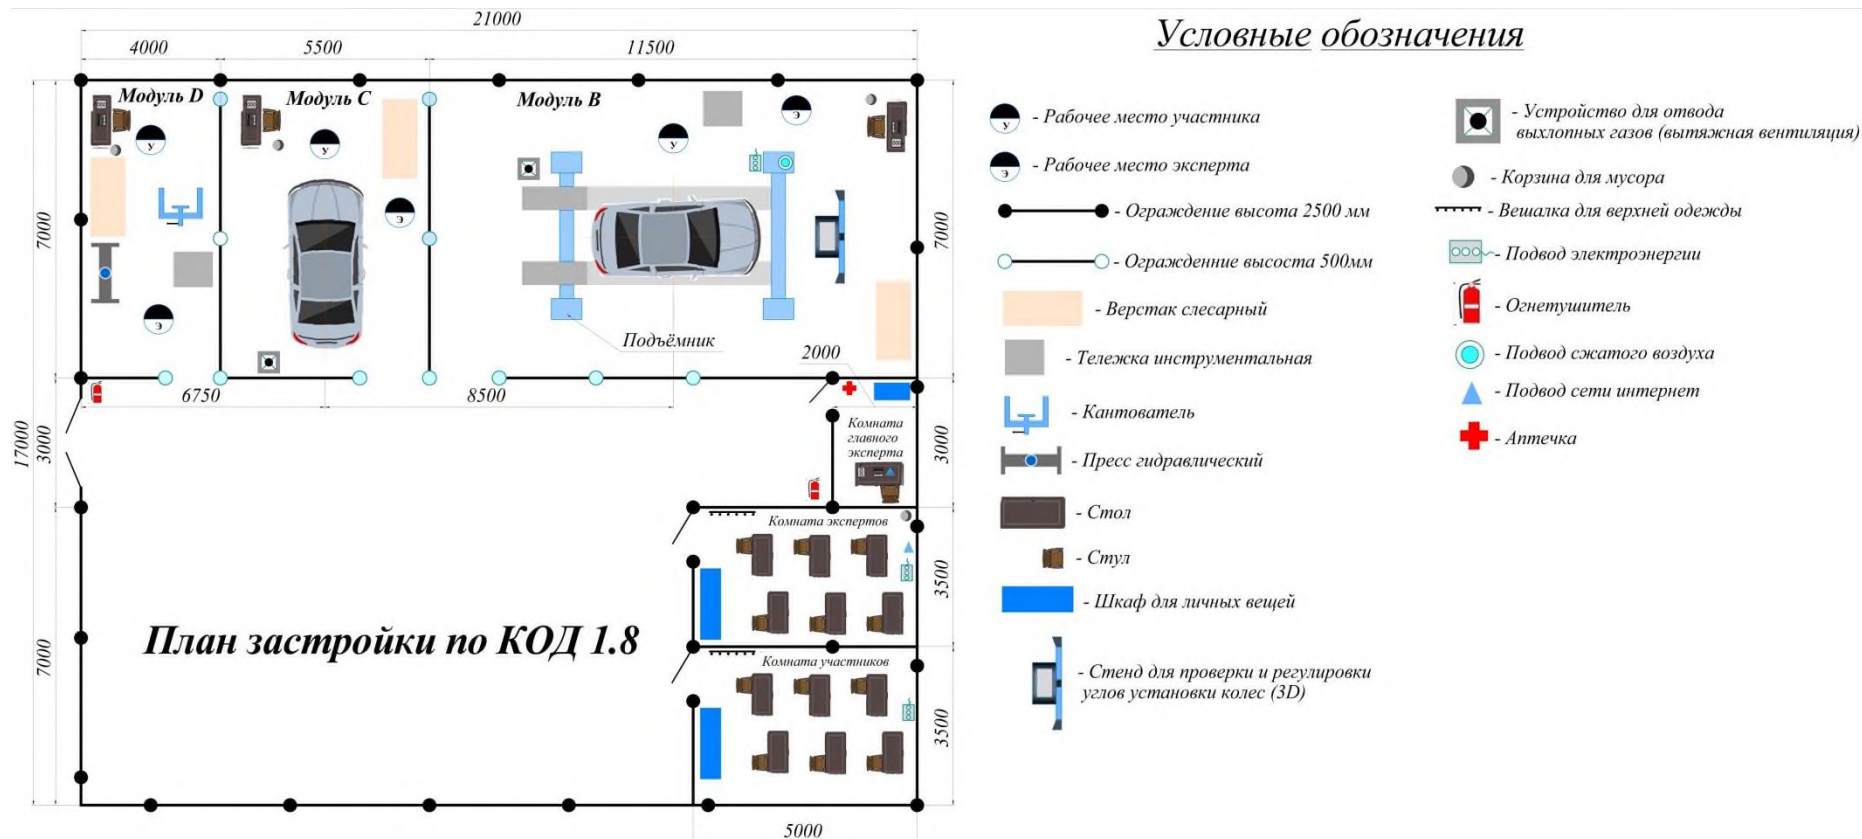 21000
4000
5500
11500
Модуль D
Модуль C
Модуль B
У
Э
У
Э
У
Э
7000
7000
Подъёмник
2000
6750
8500
17000
3000
3000
Комната
главного
эксперта
Комната экспертов
3500
7000
План застройки по КОД 1.8
Комната участников
3500
5000
Условные обозначения
У
- Рабочее место участника
Э
- Рабочее место эксперта
- Ограждение высота 2500 мм
- Огражденние высоста 500мм
- Верстак слесарный
- Тележка инструментальная
- Кантователь
- Пресс гидравлический
- Стол
- Стул
- Шкаф для личных вещей
- Стенд для проверки и регулировки
углов установки колес (3D)
- Устройство для отвода
выхлопных газов (вытяжная вентиляция)
- Корзина для мусора
- Вешалка для верхней одежды
- Подвод электроэнергии
- Огнетушитель
- Подвод сжатого воздуха
- Подвод сети интернет
- Аптечка